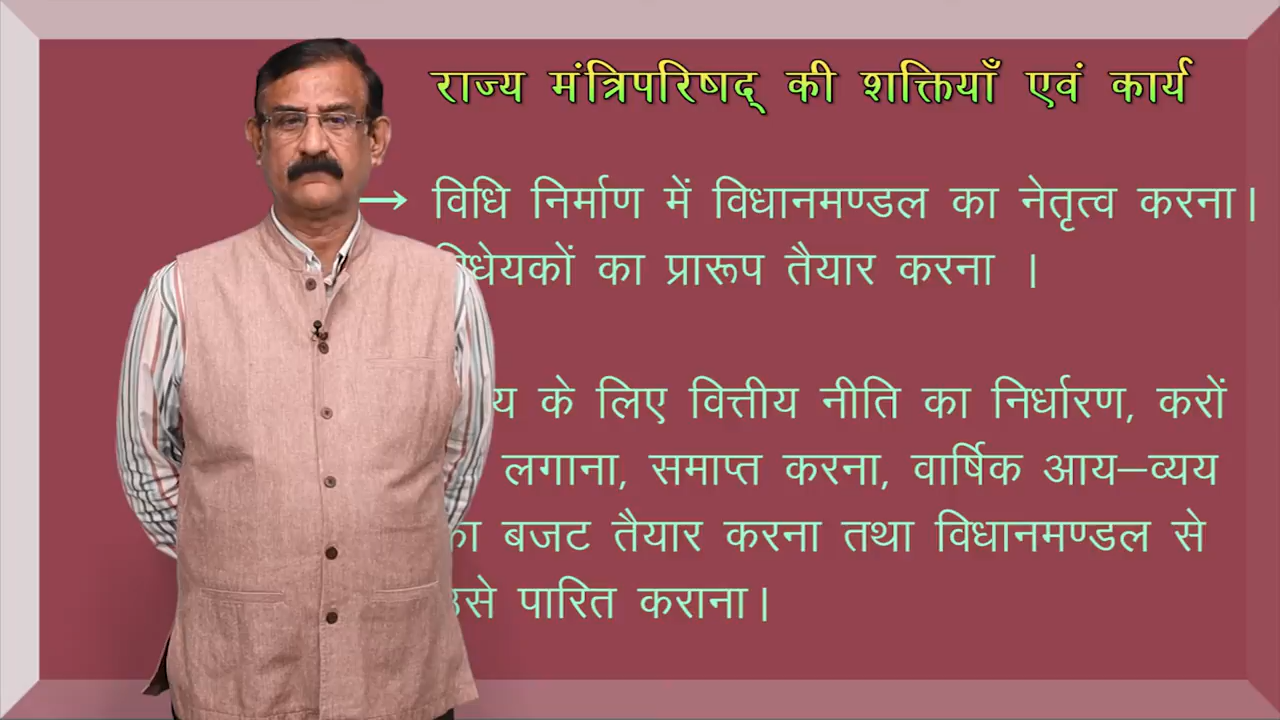 राज्य मंत्रिपरिषद् की शक्तियाँ एवं कार्य
→ विधि निर्माण में विधानमण्डल का नेतृत्व करना।
का प्रारूप तैयार करना ।
के लिए वित्तीय नीति का निर्धारण, करों
लगाना, समाप्त करना, वार्षिक आय–व्यय
बजट तैयार करना तथा विधानमण्डल से
पारित कराना।